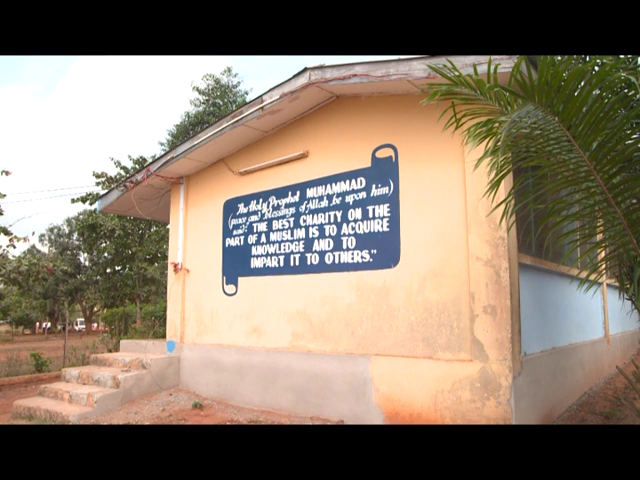 The Holy Prophet MUHAMMAD
(peace and blessings of Allah be upon him)
said: "THE BEST CHARITY ON THE
PART OF A MUSLIM IS TO ACQUIRE
KNOWLEDGE AND TO
IMPART IT TO OTHERS."